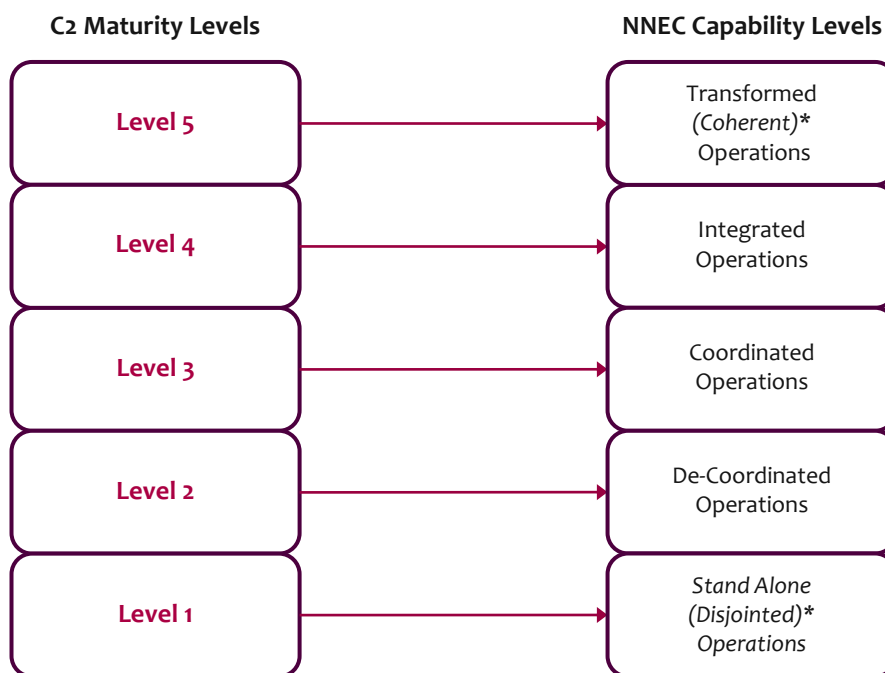 C2 Maturity Levels
NNEC Capability Levels
Level 5
Transformed
(Coherent)*
Operations
Level 4
Integrated
Operations
Level 3
Coordinated
Operations
Level 2
De-Coordinated
Operations
Level 1
Stand Alone
(Disjointed)*
Operations